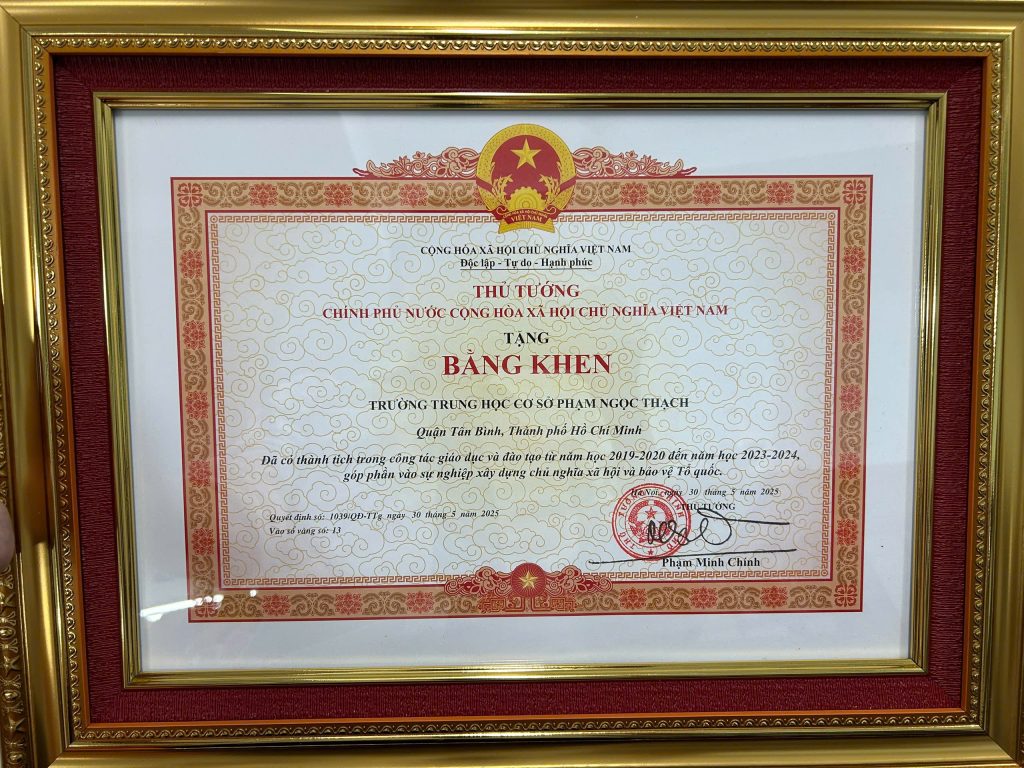 VIỆT NAM
CỘNG HÒA XÃ HỘI CHỦ NGHĨA VIỆT NAM
Độc lập - Tự do - Hạnh phúc
THỦ TƯỚNG
CHÍNH PHỦ NƯỚC CỘNG HÒA XÃ HỘI CHỦ NGHĨA VIỆT NAM
TẶNG
BẰNG KHEN
TRƯỜNG TRUNG HỌC CƠ SỞ PHẠM NGỌC THẠCH
Quận Tân Bình, Thành phố Hồ Chí Minh
Đã có thành tích trong công tác giáo dục và đào tạo từ năm học 2019-2020 đến năm học 2023-2024,
góp phần vào sự nghiệp xây dựng chủ nghĩa xã hội và bảo vệ Tổ quốc.
Hà Nội, ngày 30 tháng 5 năm 2025
THỦ TƯỚNG
Quyết định số: 1039/QĐ-TTg ngày 30 tháng 5 năm 2025
Vào sổ vàng số: 13
Phạm Minh Chính